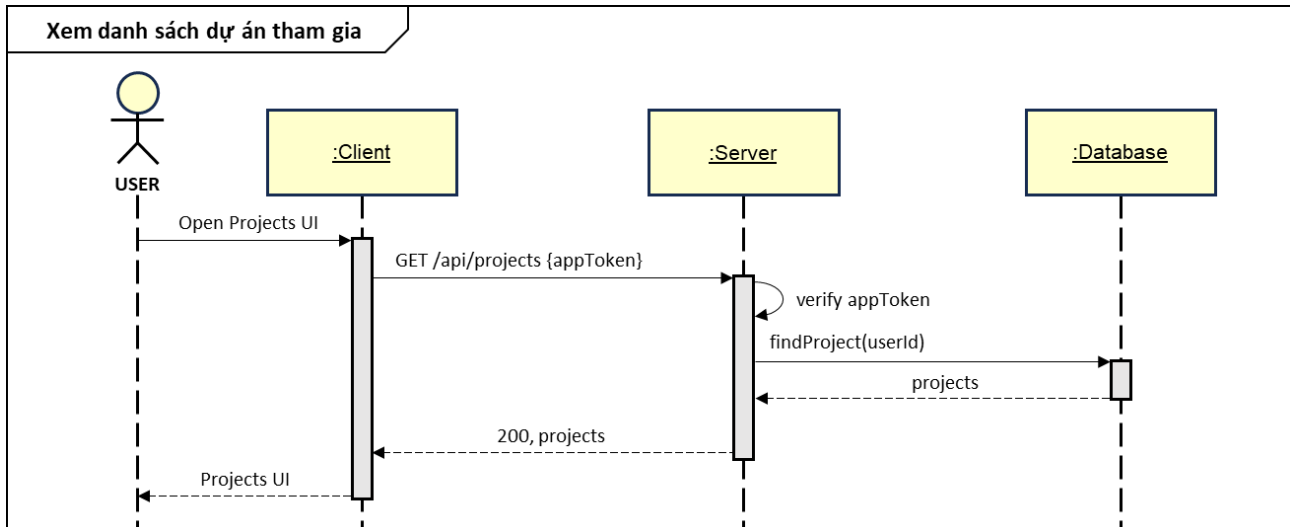 Xem danh sách dự án tham gia
USER
:Client
:Server
:Database
Open Projects UI
GET /api/projects {appToken}
verify appToken
findProject(userId)
projects
200, projects
Projects UI